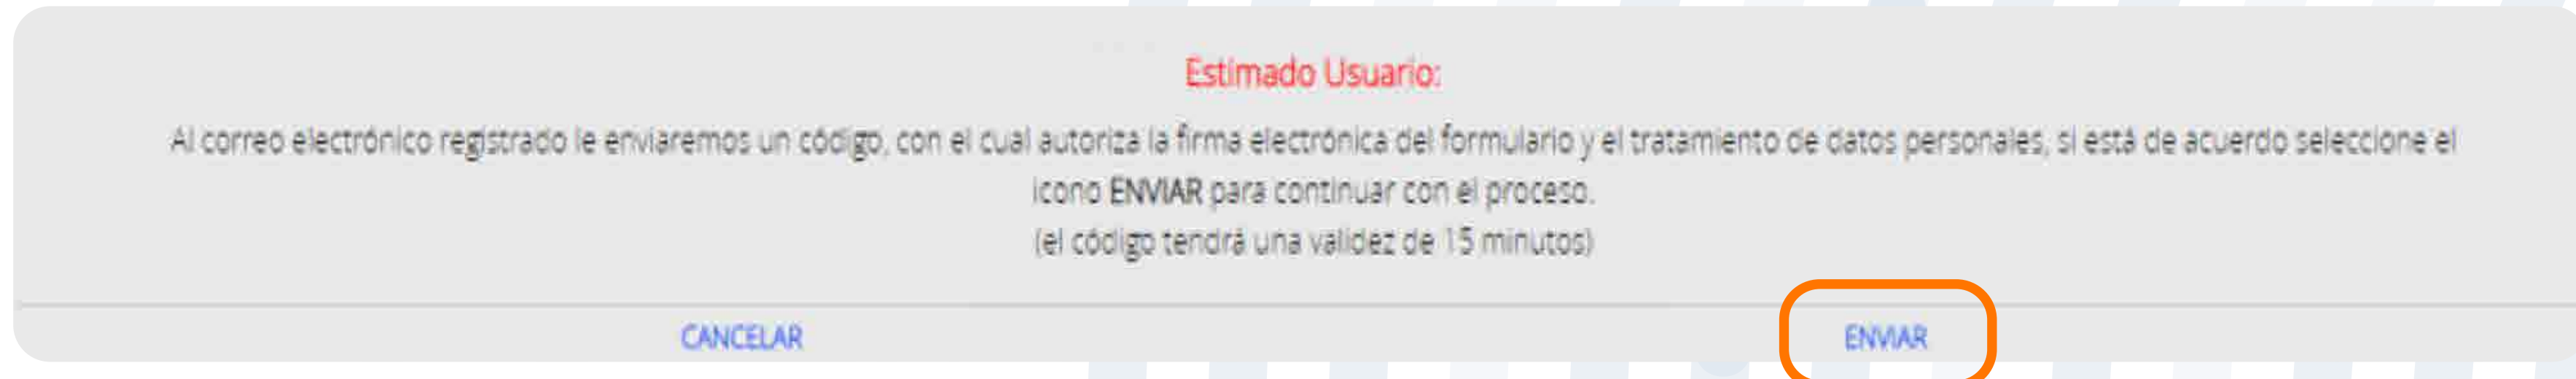 Estimado Usuario:
Al correo electrónico registrado le enviaremos un código, con el cual autoriza la firma electrónica del formulario y el tratamiento de datos personales, si está de acuerdo seleccione el
icono ENVIAR para continuar con el proceso.
(el código tendrá una validez de 15 minutos)
CANCELAR
ENVIAR